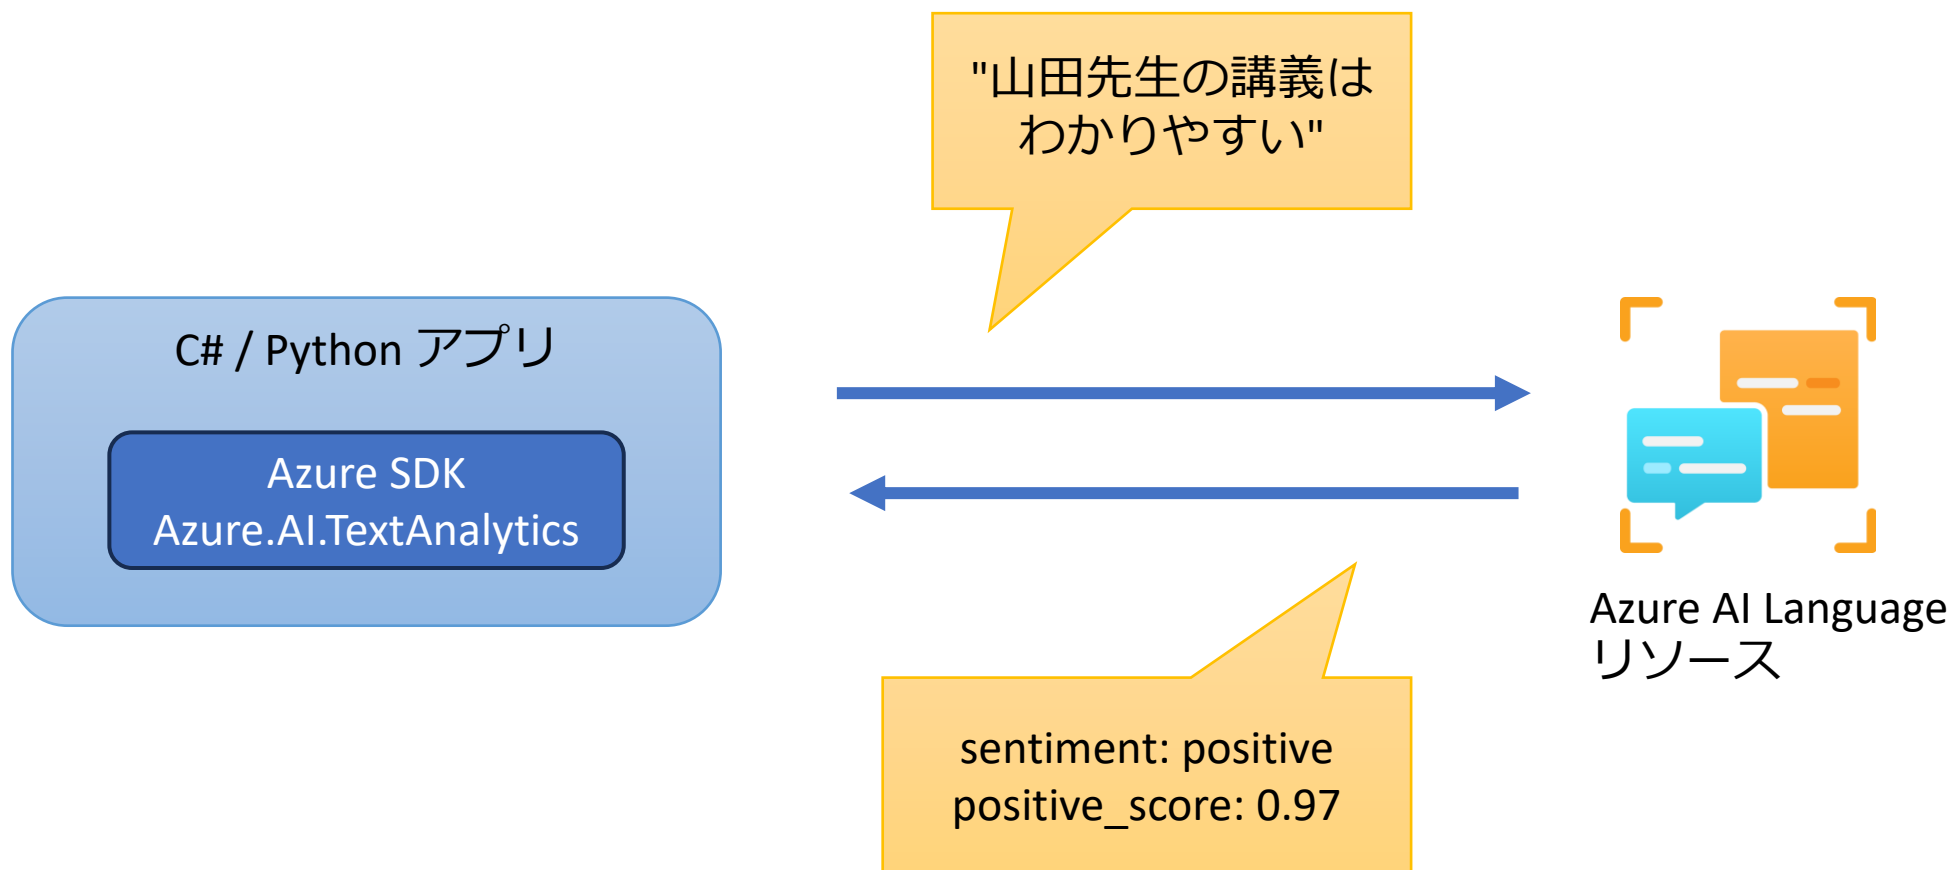 "山田先生の講義は
わかりやすい"
C# / Python アプリ
Azure SDK
Azure.AI.TextAnalytics
Azure AI Language
リソース
sentiment: positive
positive_score: 0.97